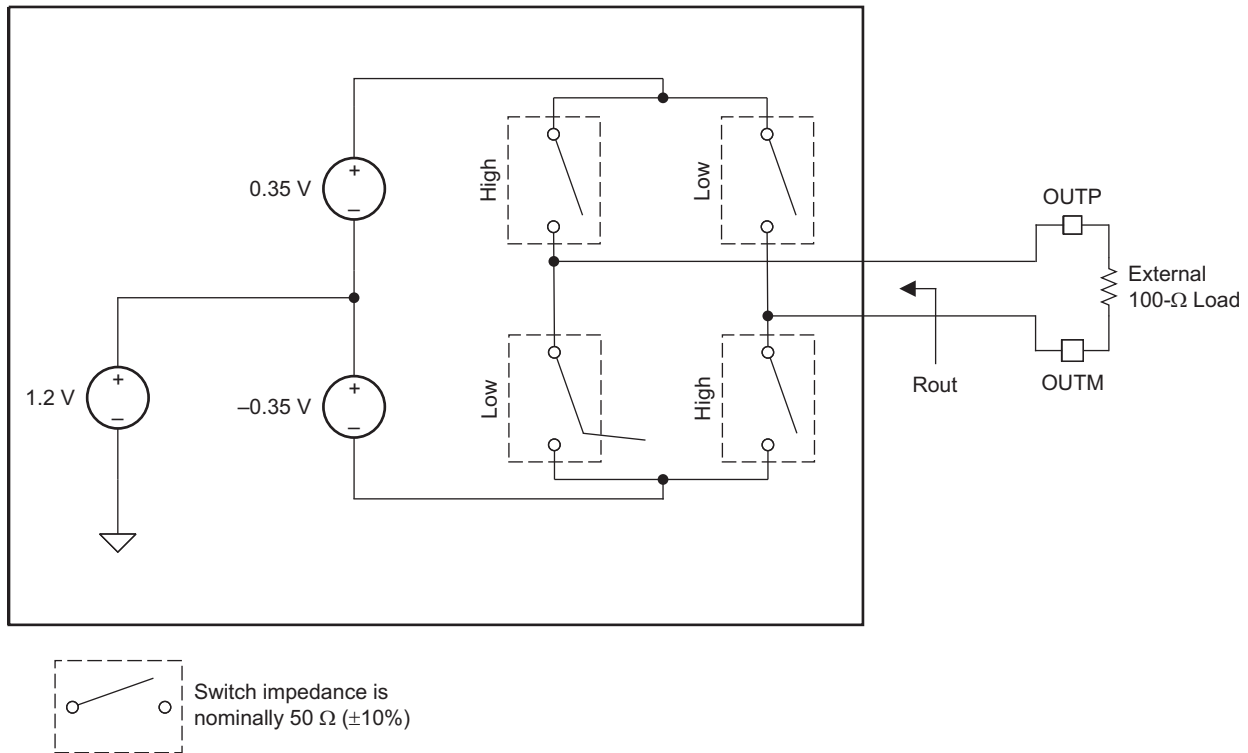 High
Low
0.35 V
OUTP
External
100-Ω Load
Rout
OUTM
1.2 V
–0.35 V
Low
High
Switch impedance is
nominally 50 Ω (±10%)